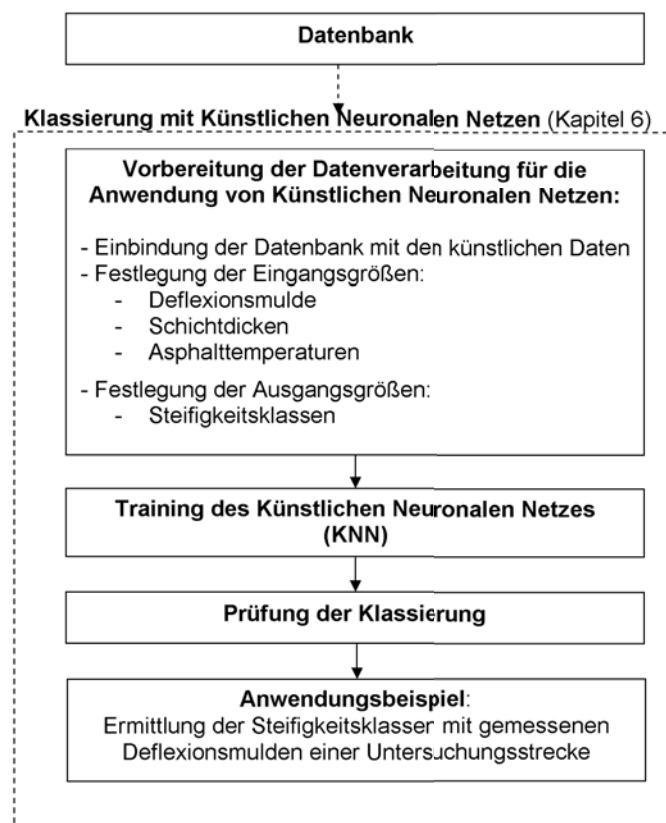 Datenbank
Klassierung mit Künstlichen Neuronalen Netzen (Kapitel 6)
Vorbereitung der Datenverarbeitung für die
Anwendung von Künstlichen Neuronalen Netzen:
- Einbindung der Datenbank mit den künstlichen Daten
- Festlegung der Eingangsgrößen:
- Deflexionsmulde
- Schichtdicken
- Asphalttemperaturen
- Festlegung der Ausgangsgrößen:
- Steifigkeitsklassen
Training des Künstlichen Neuronalen Netzes
(KNN)
Prüfung der Klassierung
Anwendungsbeispiel:
Ermittlung der Steifigkeitsklassen mit gemessenen
Deflexionsmulden einer Untersuchungsstrecke